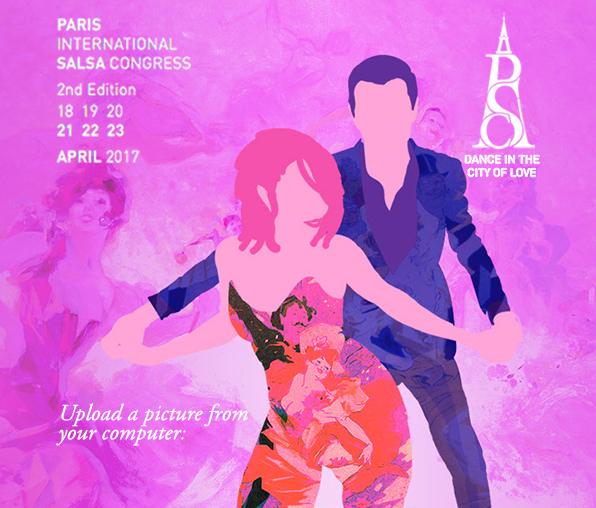 PARIS
INTERNATIONAL
SALSA CONGRESS
2nd Edition
18 19 20
21 22 23
APRIL 2017
DANCE IN THE
CITY OF LOVE
Upload a picture from
your computer: